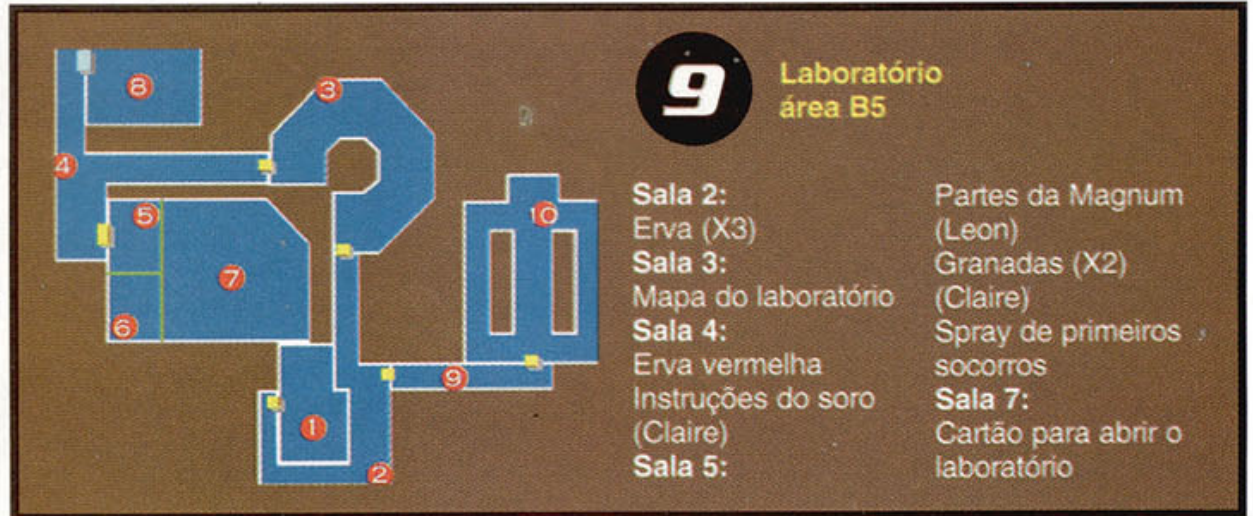 9
Laboratório
área B5
Sala 2:
Erva (X3)
Sala 3:
Mapa do laboratório
Sala 4:
Erva vermelha
Instruções do soro
(Claire)
Sala 5:
Partes da Magnum
(Leon)
Granadas (X2)
(Claire)
Spray de primeiros
socorros
Sala 7:
Cartão para abrir o
laboratório
8
3
4
5
10
7
6
9
1
2